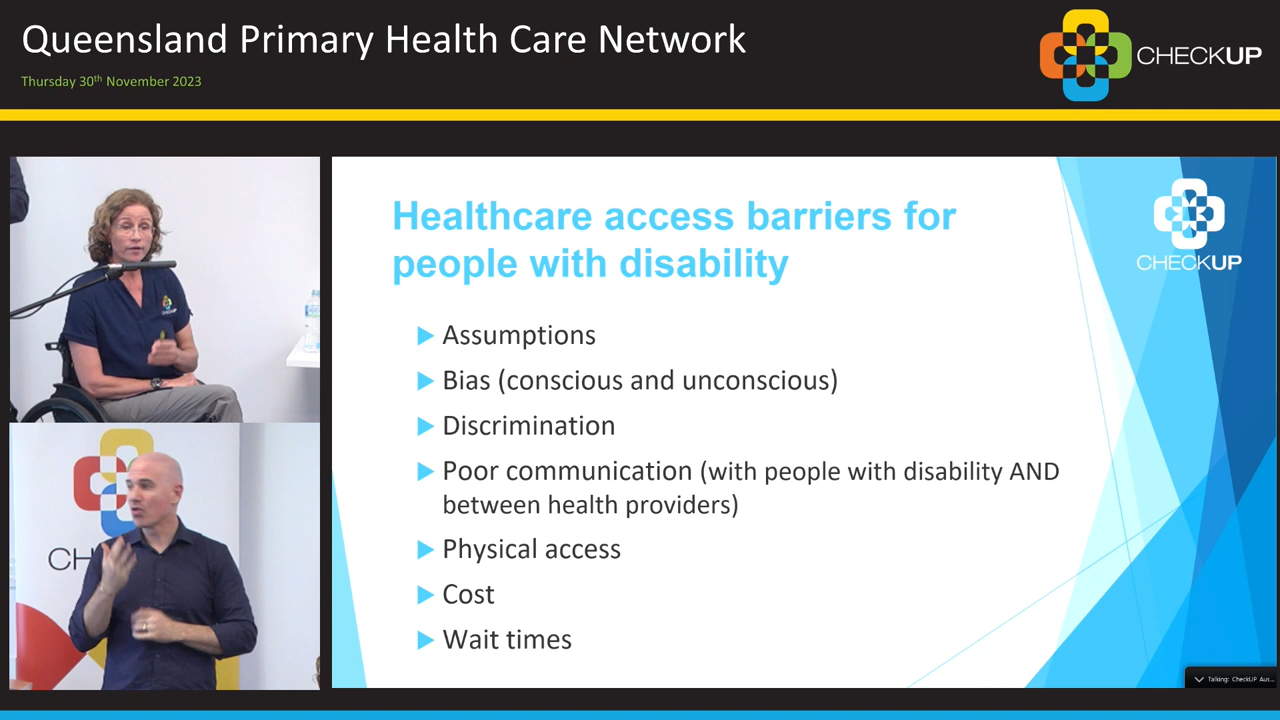 Queensland Primary Health Care Network
Thursday 30th November 2023
CHECKUP
Healthcare access barriers for
people with disability
CHECKUP
Assumptions
Bias (conscious and unconscious)
Discrimination
Poor communication (with people with disability AND
between health providers)
Physical access
Cost
Wait times
CH
Talking: CheckUP Aus...